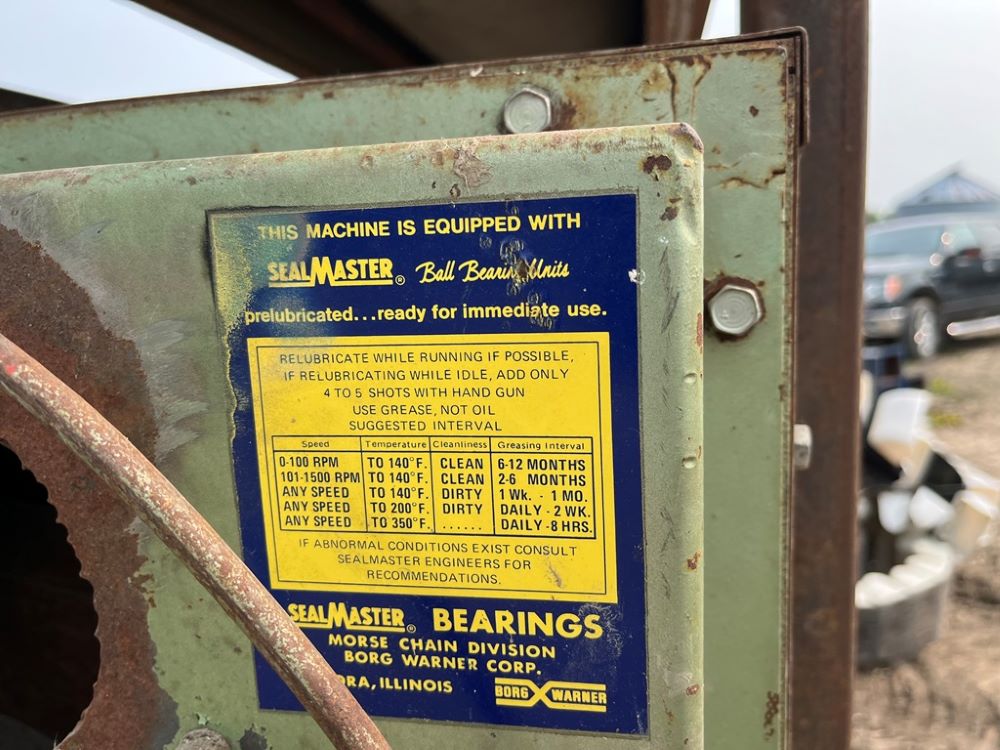 THIS MACHINE IS EQUIPPED WITH
SEALMASTER® Ball Bearing Units
prelubricated...ready for immediate use.
RELUBRICATE WHILE RUNNING IF POSSIBLE,
IF RELUBRICATING WHILE IDLE, ADD ONLY
4 TO 5 SHOTS WITH HAND GUN
USE GREASE, NOT OIL
SUGGESTED INTERVAL
Speed Temperature Cleanliness Greasing Interval
0-100 RPM TO 140°F. CLEAN 6-12 MONTHS
101-1500 RPM TO 140°F. CLEAN 2-6 MONTHS
ANY SPEED TO 140°F. DIRTY 1 Wk. - 1 MO.
ANY SPEED TO 200°F. DIRTY DAILY - 2 WK.
ANY SPEED TO 350°F. ...... DAILY -8 HRS.
IF ABNORMAL CONDITIONS EXIST CONSULT
SEALMASTER ENGINEERS FOR
RECOMMENDATIONS.
SEALMASTER® BEARINGS
MORSE CHAIN DIVISION
BORG WARNER CORP.
ORA, ILLINOIS BORG WARNER